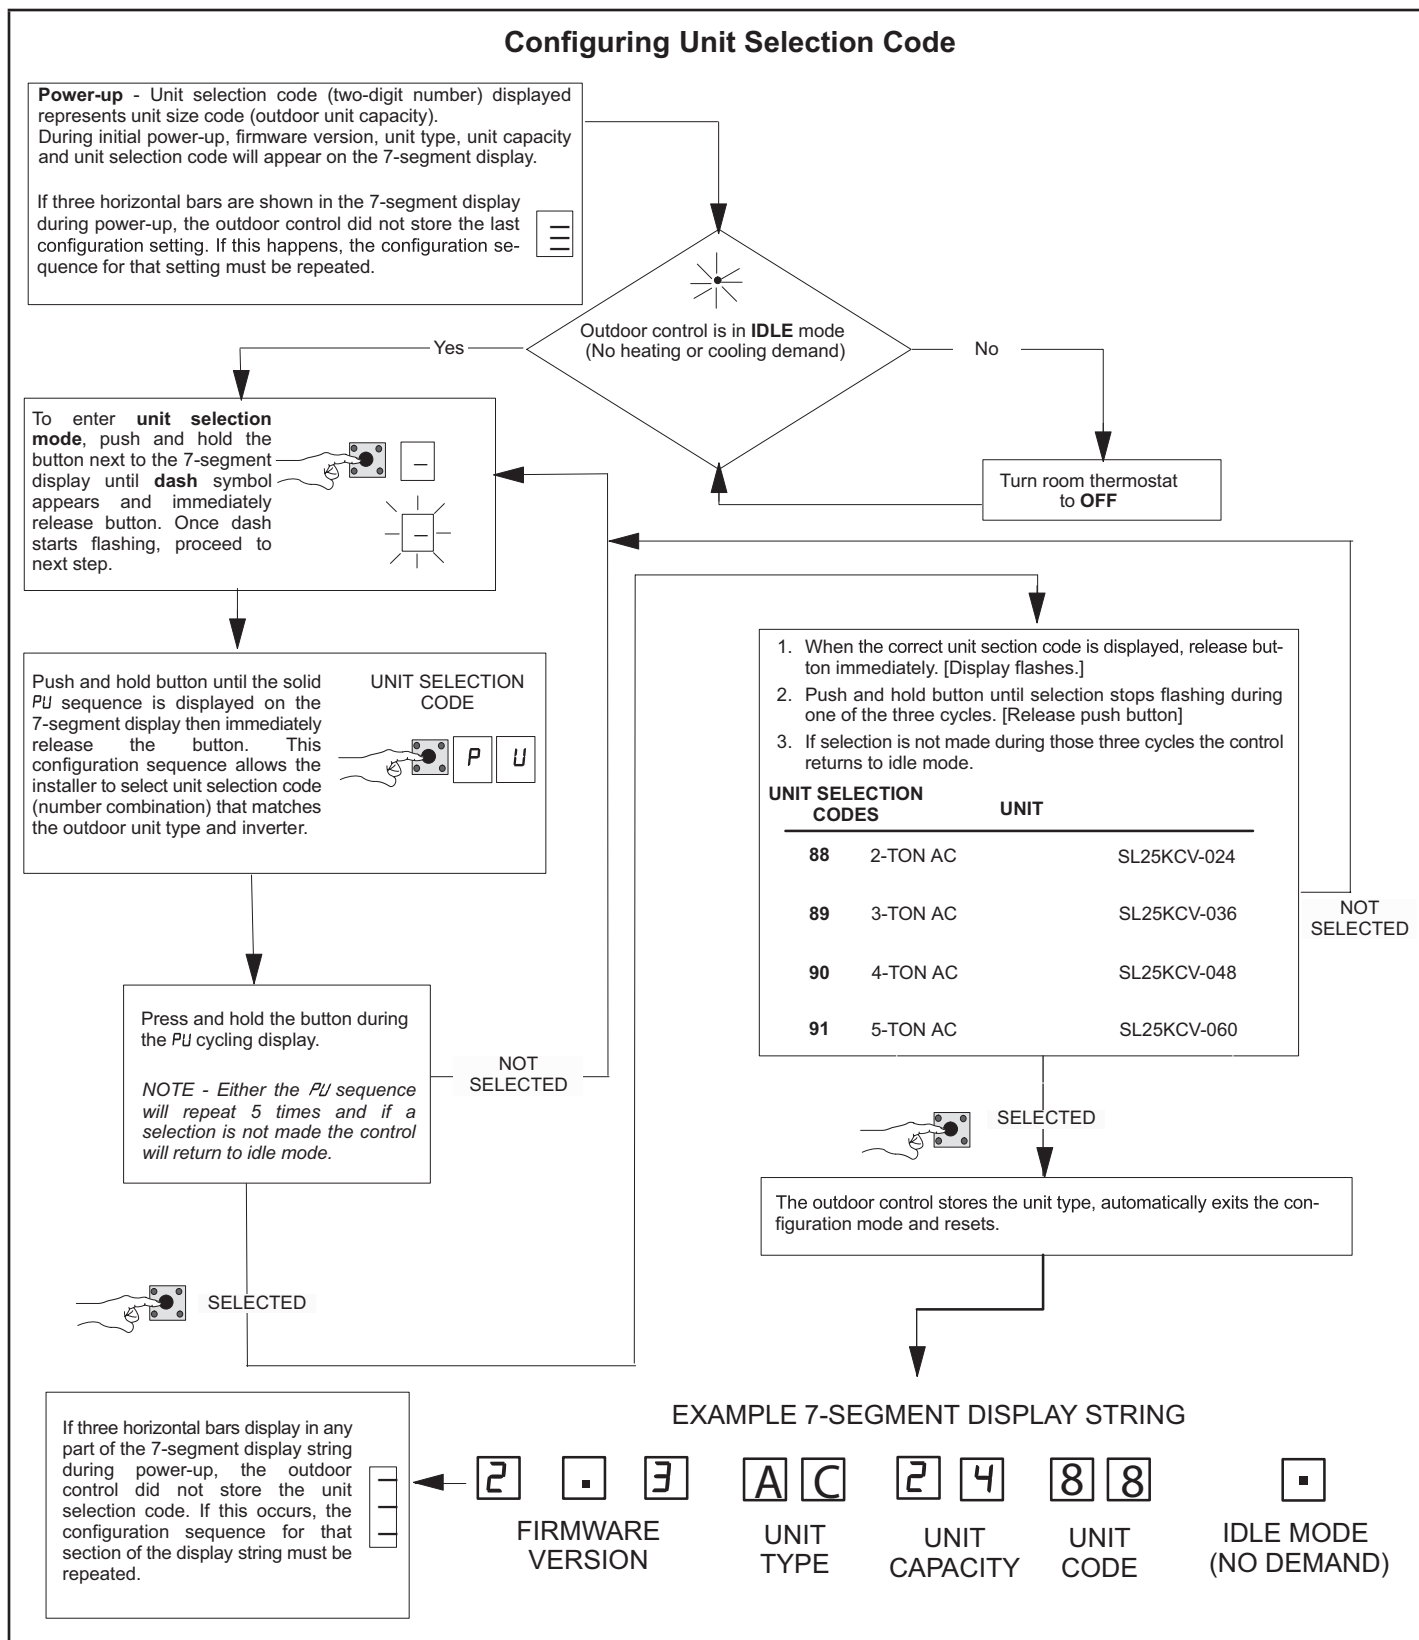 Configuring Unit Selection Code
Power-up - Unit selection code (two-digit number) displayed
represents unit size code (outdoor unit capacity).
During initial power-up, firmware version, unit type, unit capacity
and unit selection code will appear on the 7-segment display.
If three horizontal bars are shown in the 7-segment display
during power-up, the outdoor control did not store the last
configuration setting. If this happens, the configuration se-
quence for that setting must be repeated.
Outdoor control is in IDLE mode
(No heating or cooling demand)
Yes
No
Turn room thermostat
to OFF
To enter unit selection
mode, push and hold the
button next to the 7-segment
display until dash symbol
appears and immediately
release button. Once dash
starts flashing, proceed to
next step.
–
–
Push and hold button until the solid
PU sequence is displayed on the
7-segment display then immediately
release the button. This
configuration sequence allows the
installer to select unit selection code
(number combination) that matches
the outdoor unit type and inverter.
UNIT SELECTION
CODE
P U
Press and hold the button during
the PU cycling display.
NOTE - Either the PU sequence
will repeat 5 times and if a
selection is not made the control
will return to idle mode.
NOT
SELECTED
SELECTED
1. When the correct unit section code is displayed, release but-
ton immediately. [Display flashes.]
2. Push and hold button until selection stops flashing during
one of the three cycles. [Release push button]
3. If selection is not made during those three cycles the control
returns to idle mode.
UNIT SELECTION
CODES
UNIT
88 2-TON AC SL25KCV-024
89 3-TON AC SL25KCV-036
90 4-TON AC SL25KCV-048
91 5-TON AC SL25KCV-060
NOT
SELECTED
SELECTED
The outdoor control stores the unit type, automatically exits the con-
figuration mode and resets.
If three horizontal bars display in any
part of the 7-segment display string
during power-up, the outdoor
control did not store the unit
selection code. If this occurs, the
configuration sequence for that
section of the display string must be
repeated.
EXAMPLE 7-SEGMENT DISPLAY STRING
2 . 3 A C 2 4 8 8 .
FIRMWARE
VERSION
UNIT
TYPE
UNIT
CAPACITY
UNIT
CODE
IDLE MODE
(NO DEMAND)